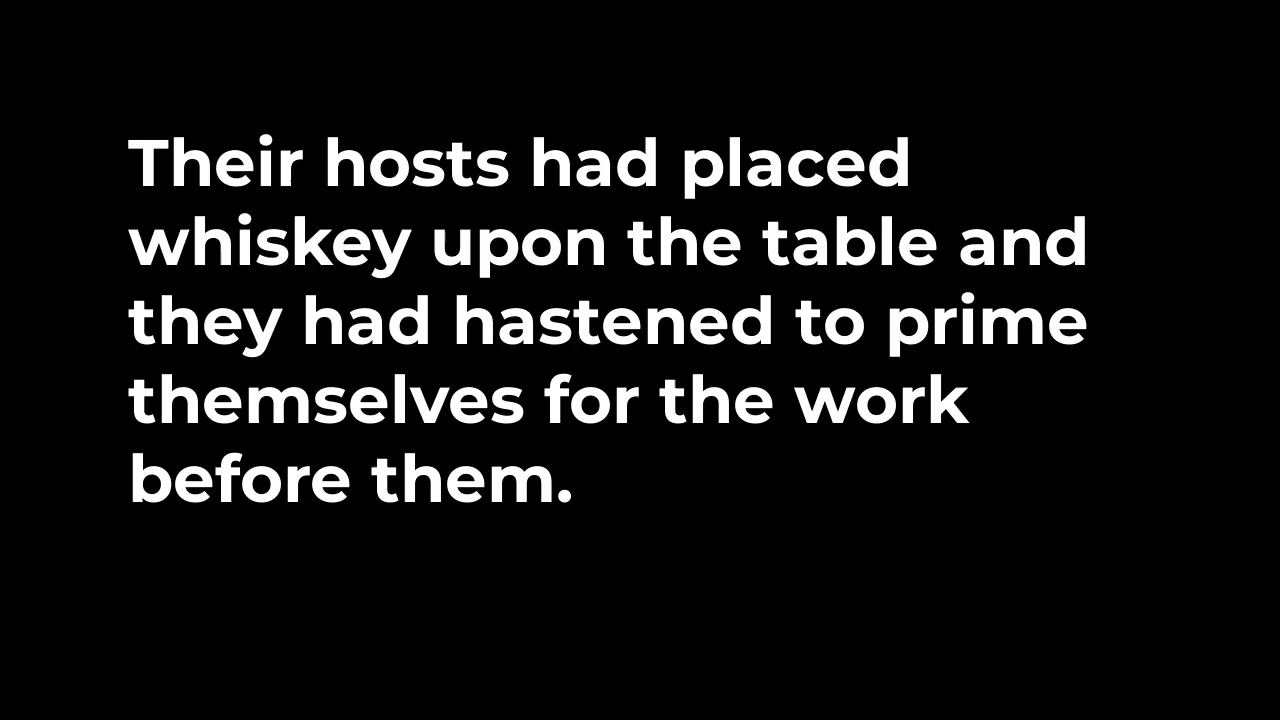 Their hosts had placed
whiskey upon the table and
they had hastened to prime
themselves for the work
before them.